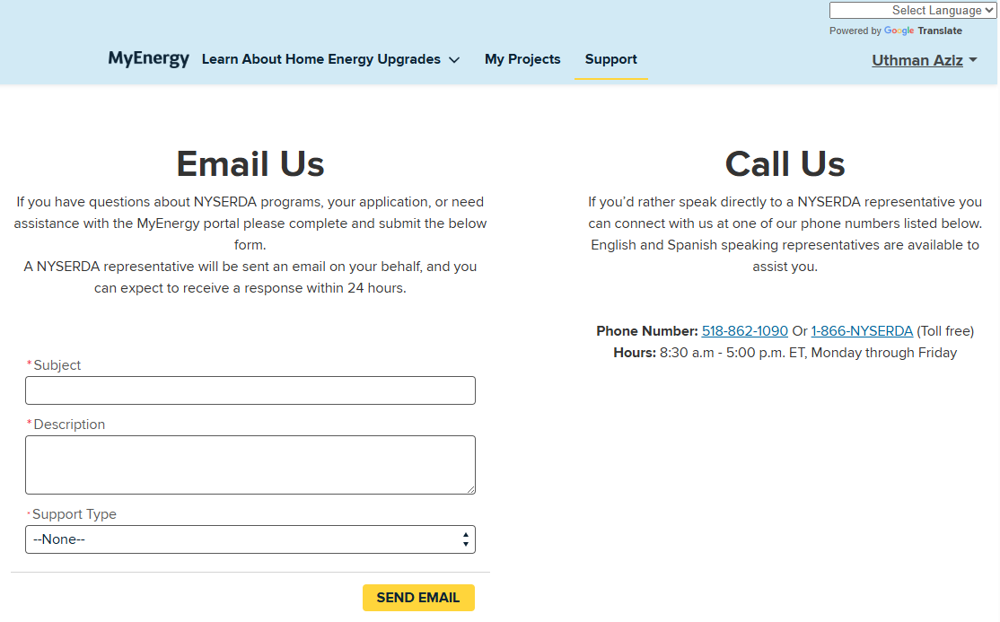 Select Language
Powered by Google Translate
MyEnergy Learn About Home Energy Upgrades My Projects Support Uthman Aziz
Email Us
If you have questions about NYSERDA programs, your application, or need
assistance with the MyEnergy portal please complete and submit the below
form.
A NYSERDA representative will be sent an email on your behalf, and you
can expect to receive a response within 24 hours.
*Subject
*Description
*Support Type
--None--
SEND EMAIL
Call Us
If you’d rather speak directly to a NYSERDA representative you
can connect with us at one of our phone numbers listed below.
English and Spanish speaking representatives are available to
assist you.
Phone Number: 518-862-1090 Or 1-866-NYSERDA (Toll free)
Hours: 8:30 a.m - 5:00 p.m. ET, Monday through Friday